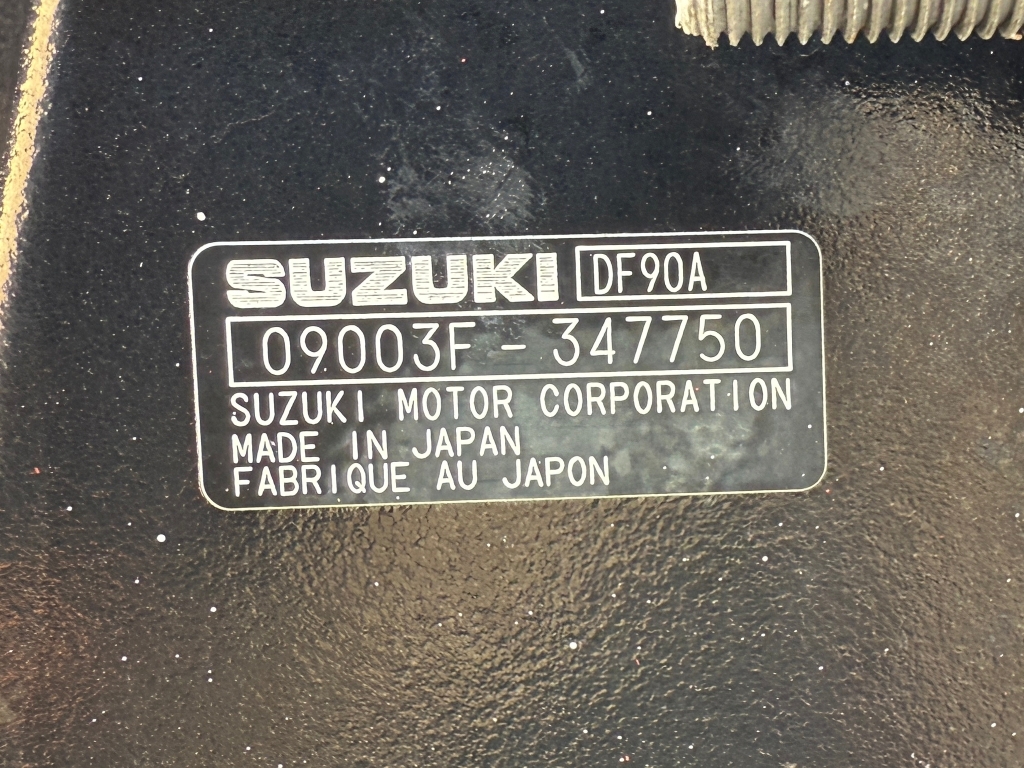 SUZUKI DF90A
09003F-347750
SUZUKI MOTOR CORPORATION
MADE IN JAPAN
FABRIQUE AU JAPON